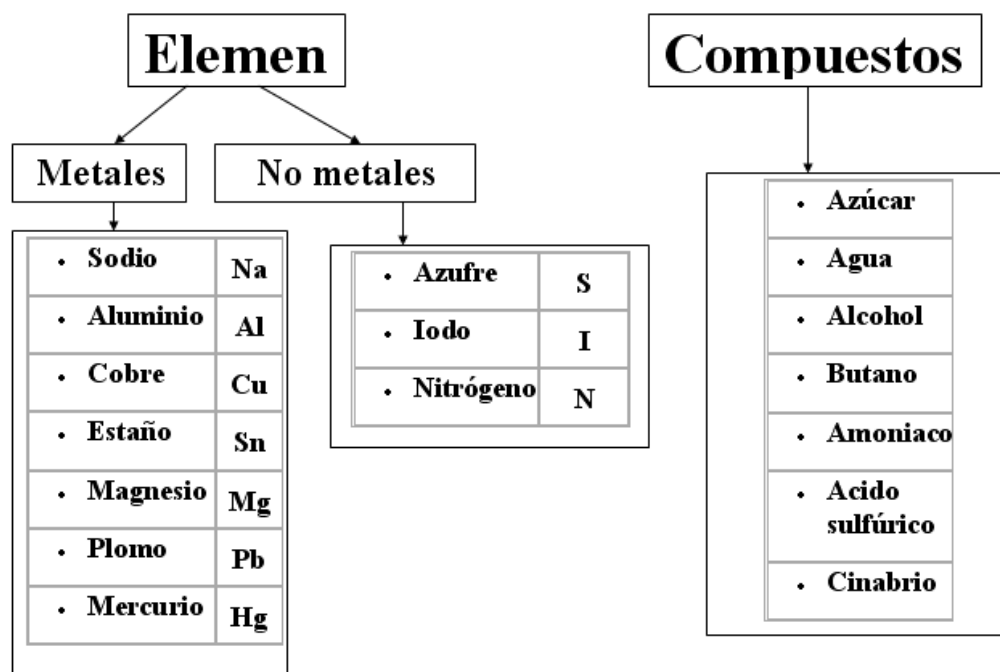 Elemen
Compuestos
Metales
No metales
• Sodio Na
• Aluminio Al
• Cobre Cu
• Estaño Sn
• Magnesio Mg
• Plomo Pb
• Mercurio Hg
• Azufre S
• Iodo I
• Nitrógeno N
• Azúcar
• Agua
• Alcohol
• Butano
• Amoniaco
• Acido
sulfúrico
• Cinabrio